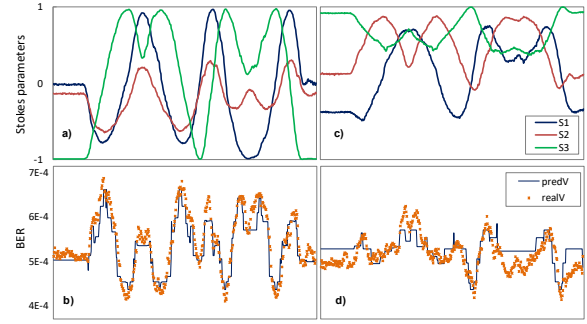 1
0
-1
Stokes parameters
a)
c)
S1
S2
S3
7E-4
6E-4
5E-4
4E-4
BER
b)
d)
predV
realV